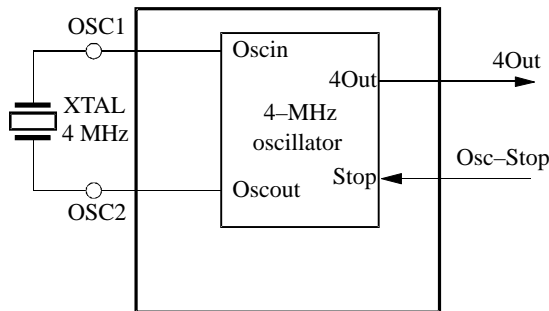 OSC1
Oscin
4Out
4Out
XTAL
4 MHz
4–MHz
oscillator
Osc–Stop
Stop
Oscout
OSC2